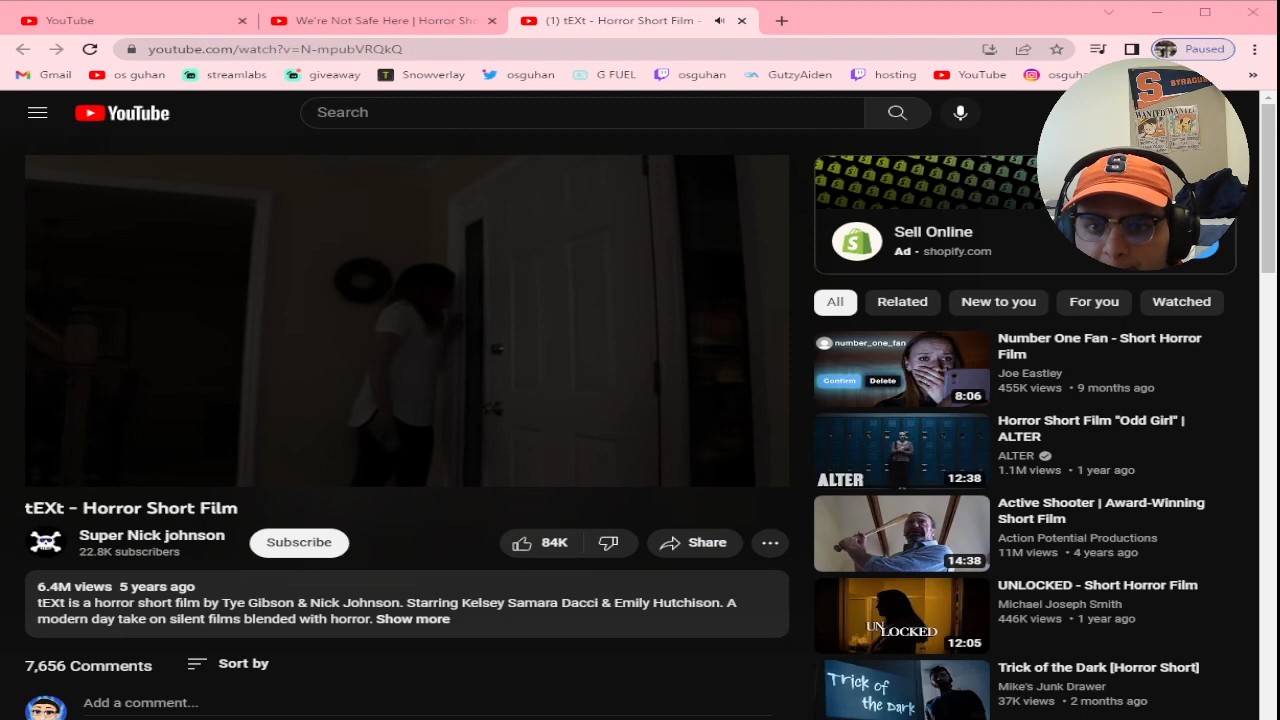 YouTube
We're Not Safe Here | Horror Sho
(1) tEXt - Horror Short Film -
youtube.com/watch?v=N-mpubVRQkQ
Paused
Gmail
os guhan
streamlabs
giveaway
Snowverlay
osguhan
G FUEL
osguhan
GutzyAiden
hosting
YouTube
osguha
YouTube
Search
S
WANTED WANTED
S
Sell Online
Ad · shopify.com
All
Related
New to you
For you
Watched
number_one_fan
Confirm
Delete
8:06
Number One Fan - Short Horror
Film
Joe Eastley
455K views • 9 months ago
ALTER
12:38
Horror Short Film "Odd Girl" |
ALTER
ALTER
1.1M views • 1 year ago
14:38
Active Shooter | Award-Winning
Short Film
Action Potential Productions
11M views • 4 years ago
UNLOCKED
12:05
UNLOCKED - Short Horror Film
Michael Joseph Smith
446K views • 1 year ago
Trick of
the Dark
Trick of the Dark [Horror Short]
Mike's Junk Drawer
37K views • 2 months ago
tEXt - Horror Short Film
Super Nick johnson
22.8K subscribers
Subscribe
84K
Share
6.4M views 5 years ago
tEXt is a horror short film by Tye Gibson & Nick Johnson. Starring Kelsey Samara Dacci & Emily Hutchison. A
modern day take on silent films blended with horror. Show more
7,656 Comments
Sort by
Add a comment...